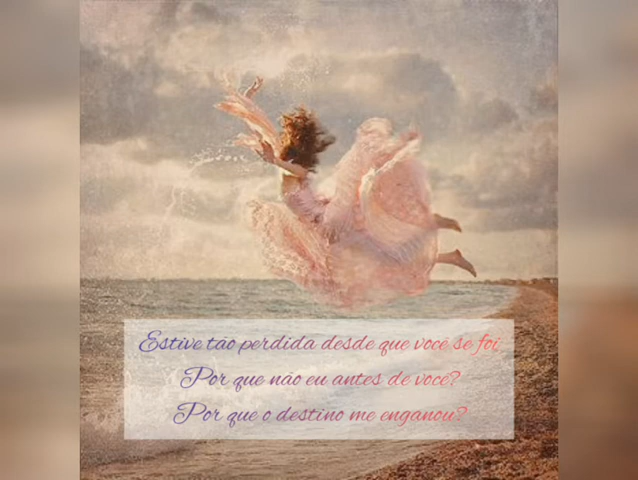 Estive tão perdida desde que você se foi
Por que não eu antes de você?
Por que o destino me enganou?